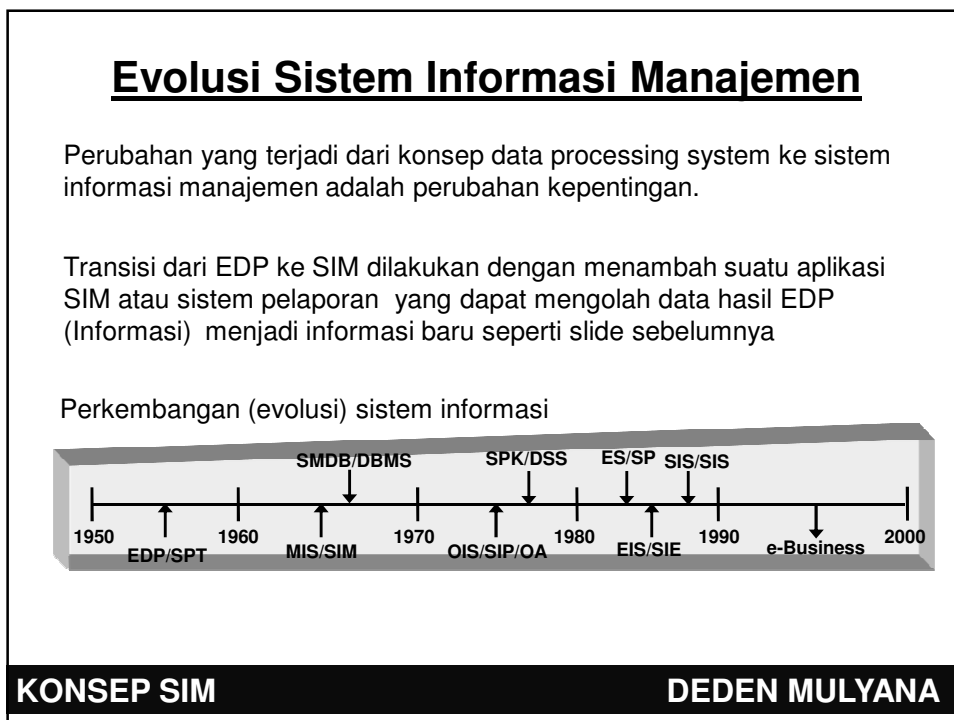 Evolusi Sistem Informasi Manajemen
Perubahan yang terjadi dari konsep data processing system ke sistem
informasi manajemen adalah perubahan kepentingan.
Transisi dari EDP ke SIM dilakukan dengan menambah suatu aplikasi
SIM atau sistem pelaporan yang dapat mengolah data hasil EDP
(Informasi) menjadi informasi baru seperti slide sebelumnya
Perkembangan (evolusi) sistem informasi
SMDB/DBMS SPK/DSS ES/SP SIS/SIS
1950 1960 1970 1980 1990 2000
EDP/SPT MIS/SIM OIS/SIP/OA EIS/SIE e-Business
KONSEP SIM DEDEN MULYANA